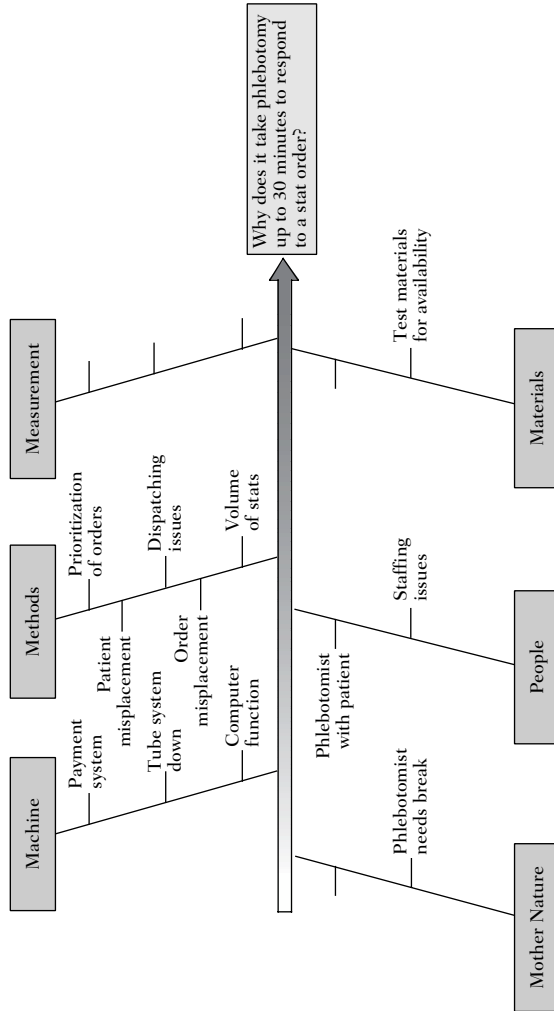 Machine
Methods
Measurement
Payment
system
Tube system
down
Computer
function
Prioritization
of orders
Patient
misplacement
Dispatching
issues
Order
misplacement
Volume
of stats
Why does it take phlebotomy
up to 30 minutes to respond
to a stat order?
Phlebotomist
needs break
Phlebotomist
with patient
Staffing
issues
Test materials
for availability
Mother Nature
People
Materials